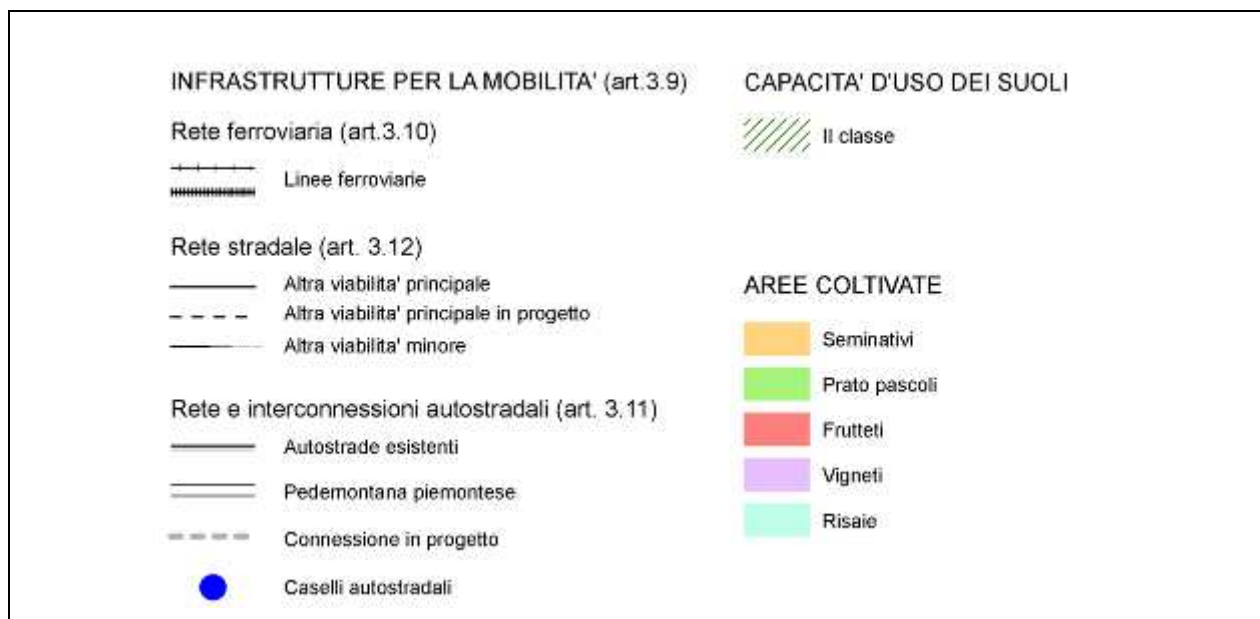 INFRASTRUTTURE PER LA MOBILITA' (art.3.9)
Rete ferroviaria (art.3.10)
Linee ferroviarie
Rete stradale (art. 3.12)
Altra viabilita' principale
Altra viabilita' principale in progetto
Altra viabilita' minore
Rete e interconnessioni autostradali (art. 3.11)
Autostrade esistenti
Pedemontana piemontese
Connessione in progetto
Caselli autostradali
CAPACITA' D'USO DEI SUOLI
II classe
AREE COLTIVATE
Seminativi
Prato pascoli
Frutteti
Vigneti
Risaie